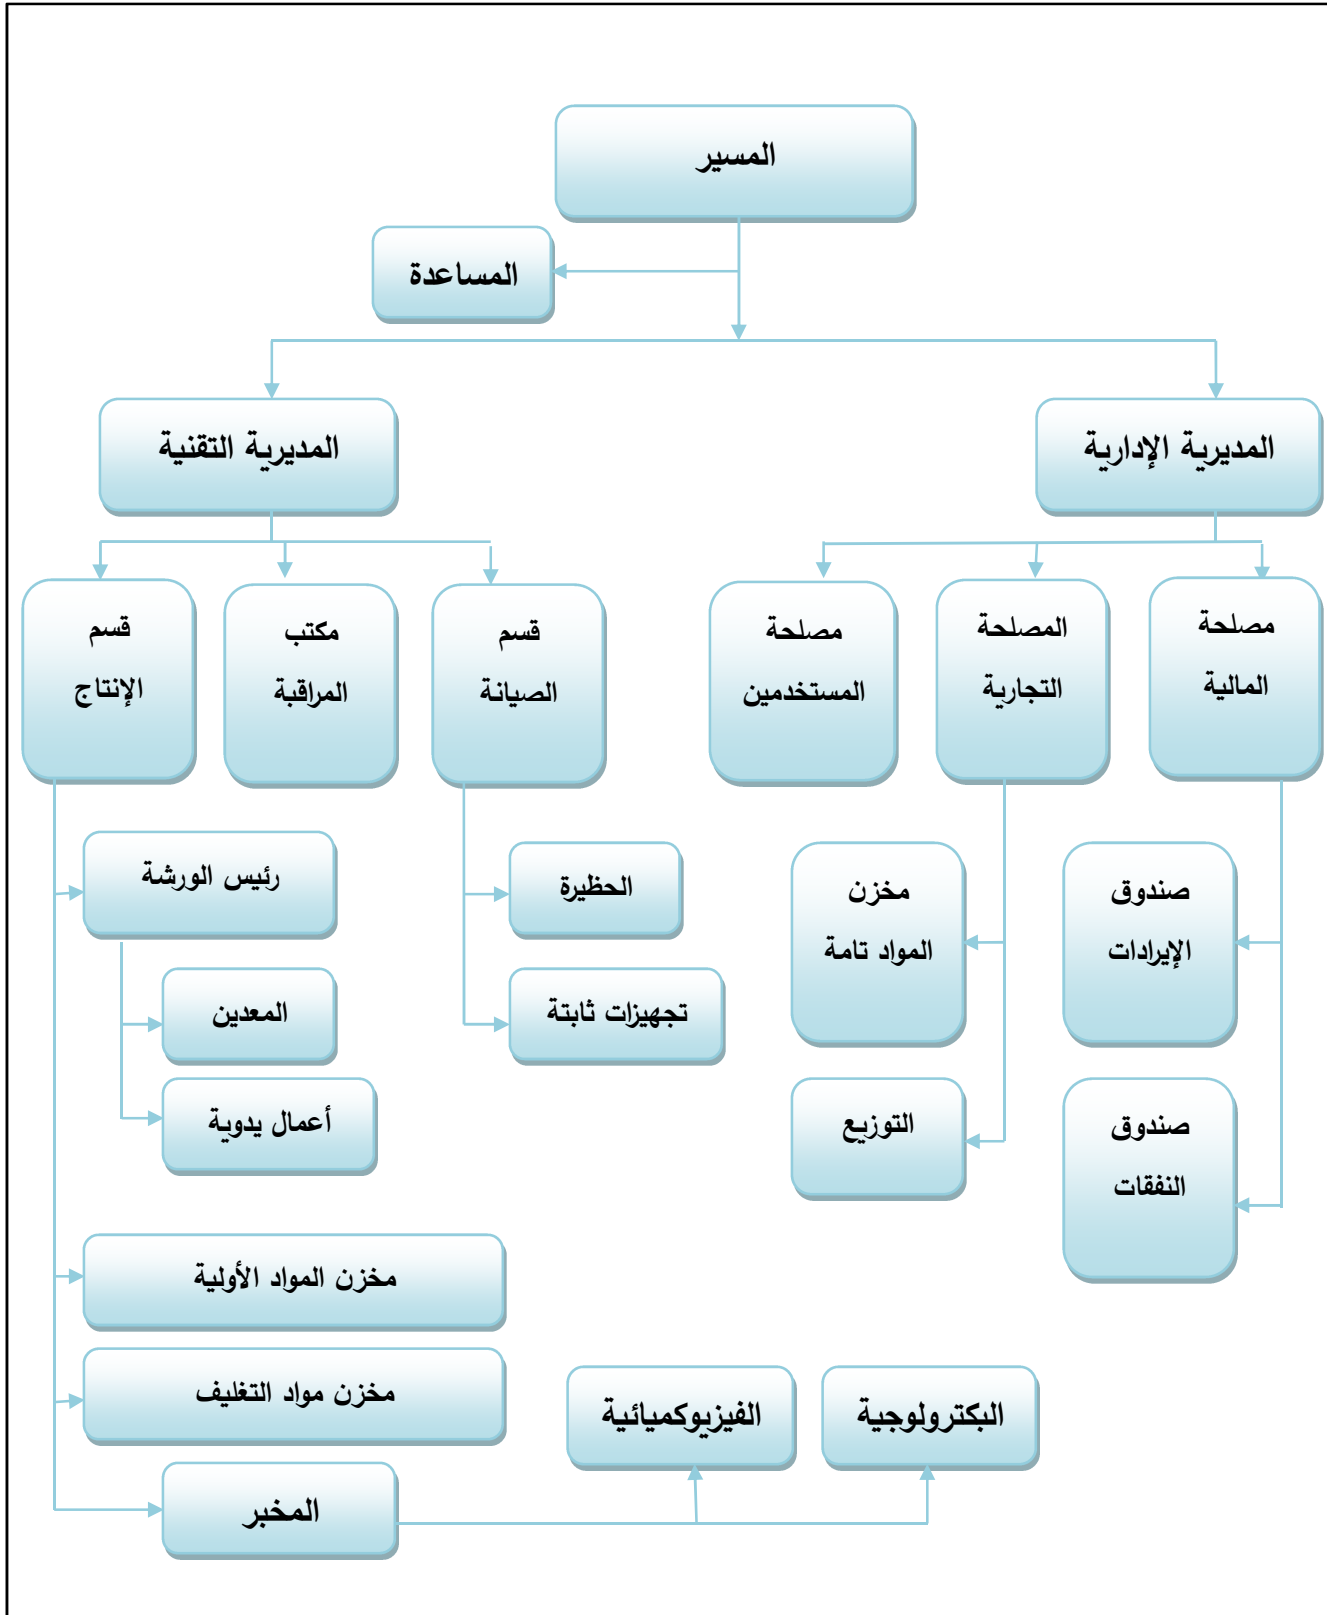 المسير
المساعدة
المديرية الإدارية
المديرية التقنية
مصلحة
المالية
المصلحة
التجارية
مصلحة
المستخدمين
قسم
الصيانة
مكتب
المراقبة
قسم
الإنتاج
صندوق
الإيرادات
صندوق
النفقات
مخزن
المواد تامة
التوزيع
الحظيرة
تجهيزات ثابتة
رئيس الورشة
المعدين
أعمال يدوية
مخزن المواد الأولية
مخزن مواد التغليف
المخبر
الفيزيوكميائية
البكترولوجية